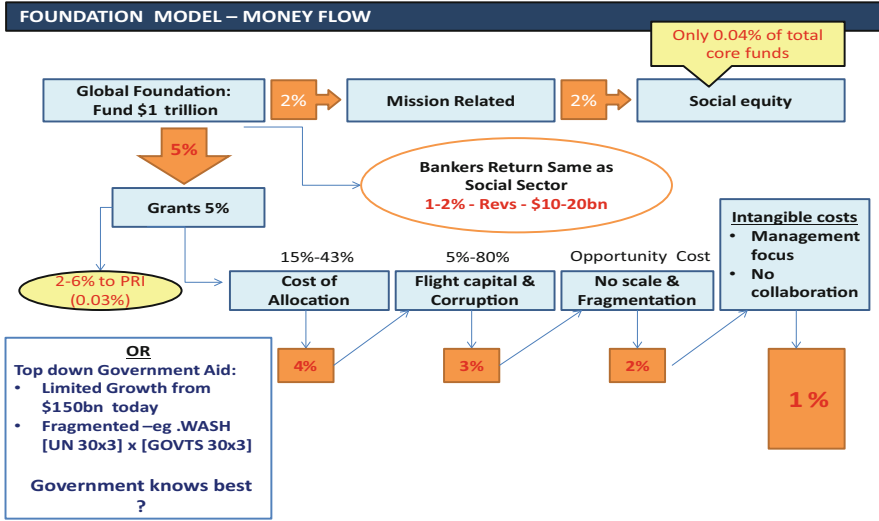 FOUNDATION MODEL – MONEY FLOW
Only 0.04% of total
core funds
Global Foundation:
Fund $1 trillion
2%
Mission Related
2%
Social equity
5%
Bankers Return Same as
Social Sector
1-2% - Revs - $10-20bn
Grants 5%
2-6% to PRI
(0.03%)
15%-43%
Cost of
Allocation
5%-80%
Flight capital &
Corruption
Opportunity Cost
No scale &
Fragmentation
Intangible costs
• Management
focus
• No
collaboration
4%
3%
2%
1 %
OR
Top down Government Aid:
• Limited Growth from
$150bn today
• Fragmented –eg .WASH
[UN 30x3] x [GOVTS 30x3]
Government knows best
?